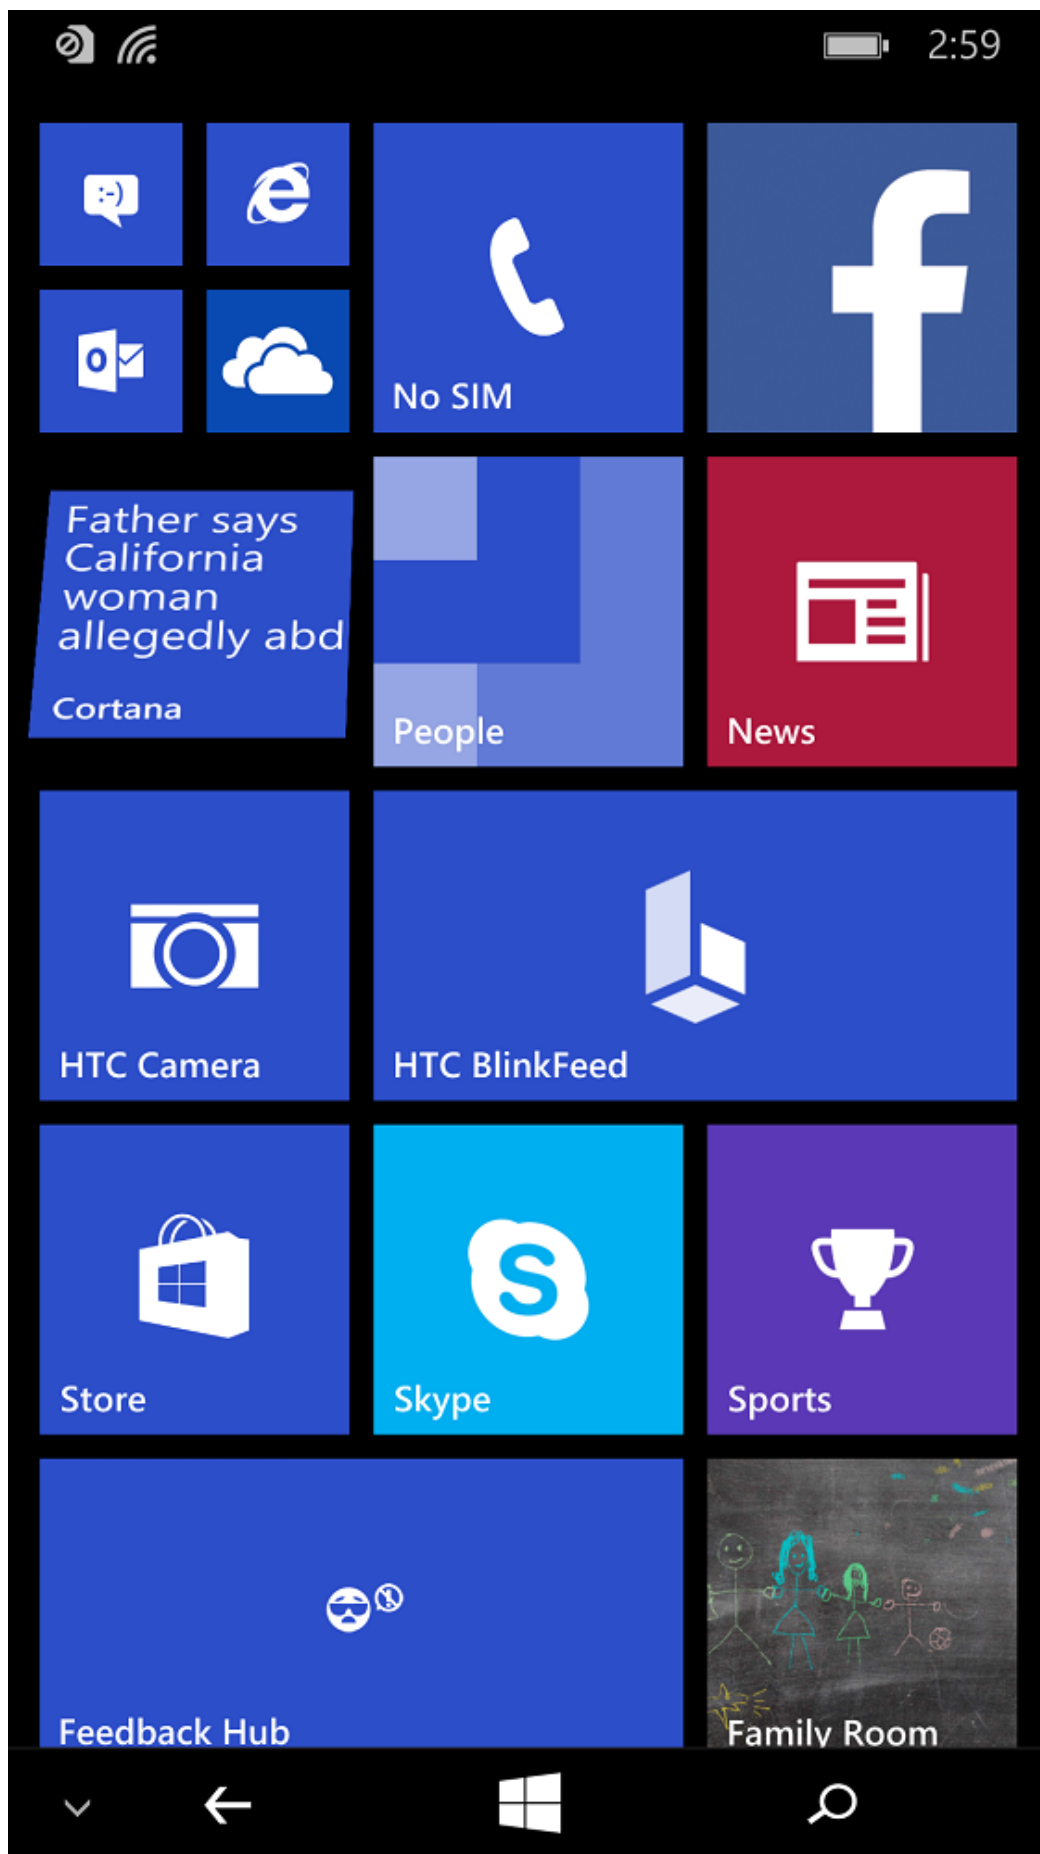 2:59
:-)
No SIM
Father says
California
woman
allegedly abd
Cortana
People
News
HTC Camera
HTC BlinkFeed
Store
Skype
Sports
Feedback Hub
Family Room